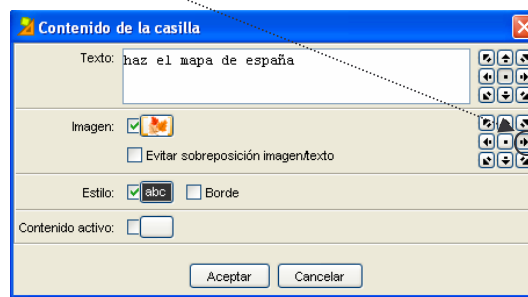 Contenido de la casilla
Texto: haz el mapa de españa
Imagen:
Evitar sobreposición imagen/texto
Estilo: abc Borde
Contenido activo:
Aceptar Cancelar